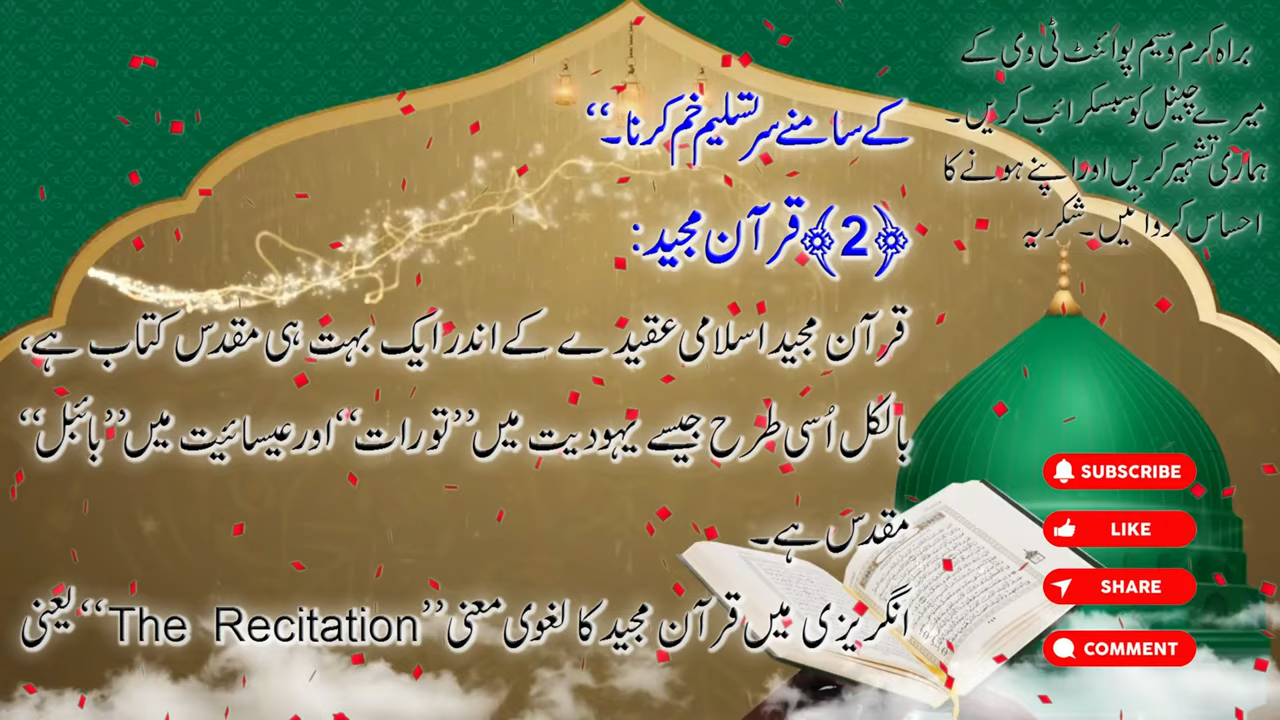 براہ کرم وسیم پوائنٹ ٹی وی کے
میرے چینل کو سبسکرائب کریں۔
ہماری تشہیر کریں اور اپنے ہونے کا
احساس کروائیں۔ شکریہ
کے سامنے سر تسلیم خم کرنا۔‘‘
﴿2﴾ قرآن مجید:
قرآن مجید اسلامی عقیدے کے اندر ایک بہت ہی مقدس کتاب ہے،
بالکل اُسی طرح جیسے یہودیت میں ’’تورات‘‘ اور عیسائیت میں ’’بائبل‘‘
مقدس ہے۔
انگریزی میں قرآن مجید کا لغوی معنی ’’The Recitation‘‘ یعنی
SUBSCRIBE
LIKE
SHARE
COMMENT